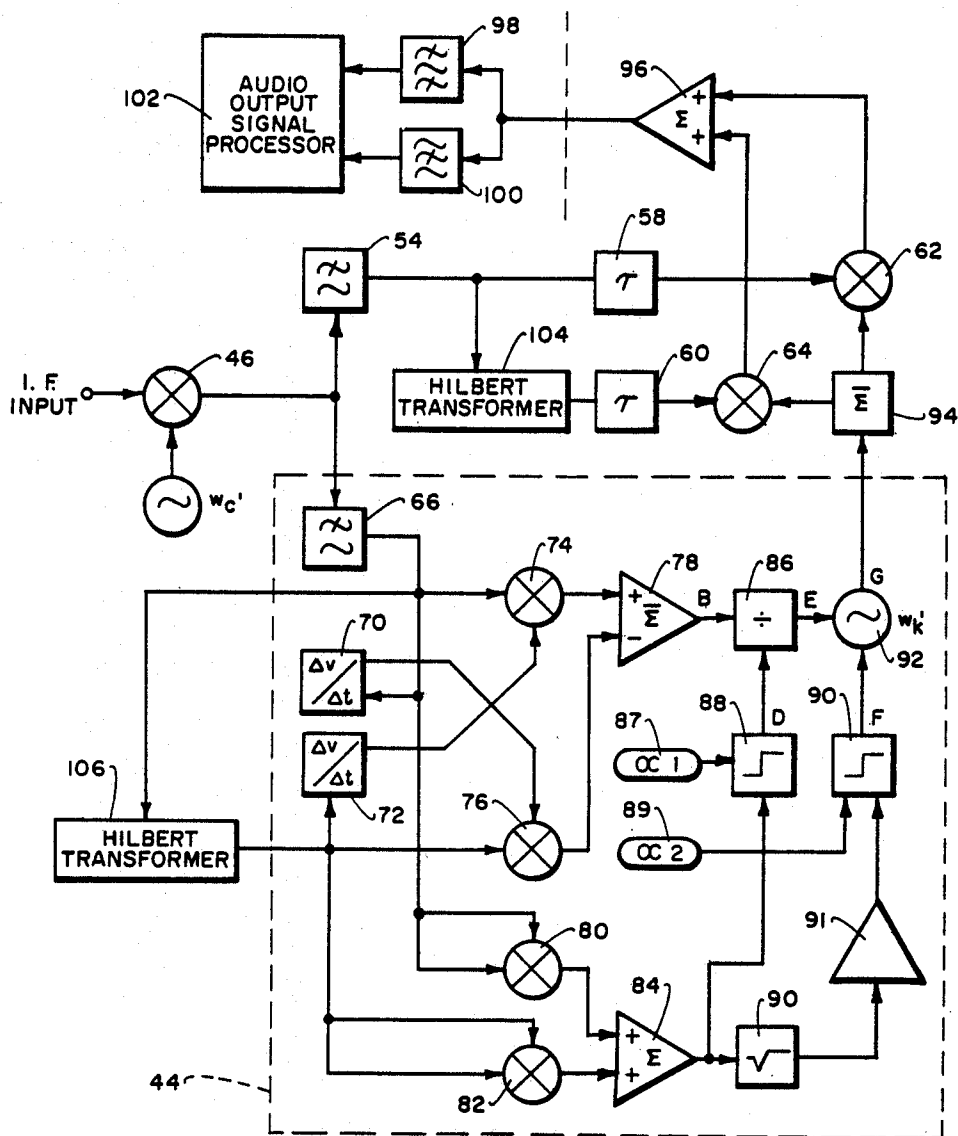 98
96
102
AUDIO
OUTPUT
SIGNAL
PROCESSOR
Σ
+
+
100
54
58
62
τ
46
104
60
64
I. F.
INPUT
HILBERT
TRANSFORMER
τ
Σ̅
94
wc'
66
74
78
86
G
+
Σ̅
-
B
÷
E
wk'
92
70
Δv
/Δt
88
D
90
F
87
∝ 1
72
Δv
/Δt
106
76
89
∝ 2
HILBERT
TRANSFORMER
91
80
84
90
+
Σ
+
√
44
82